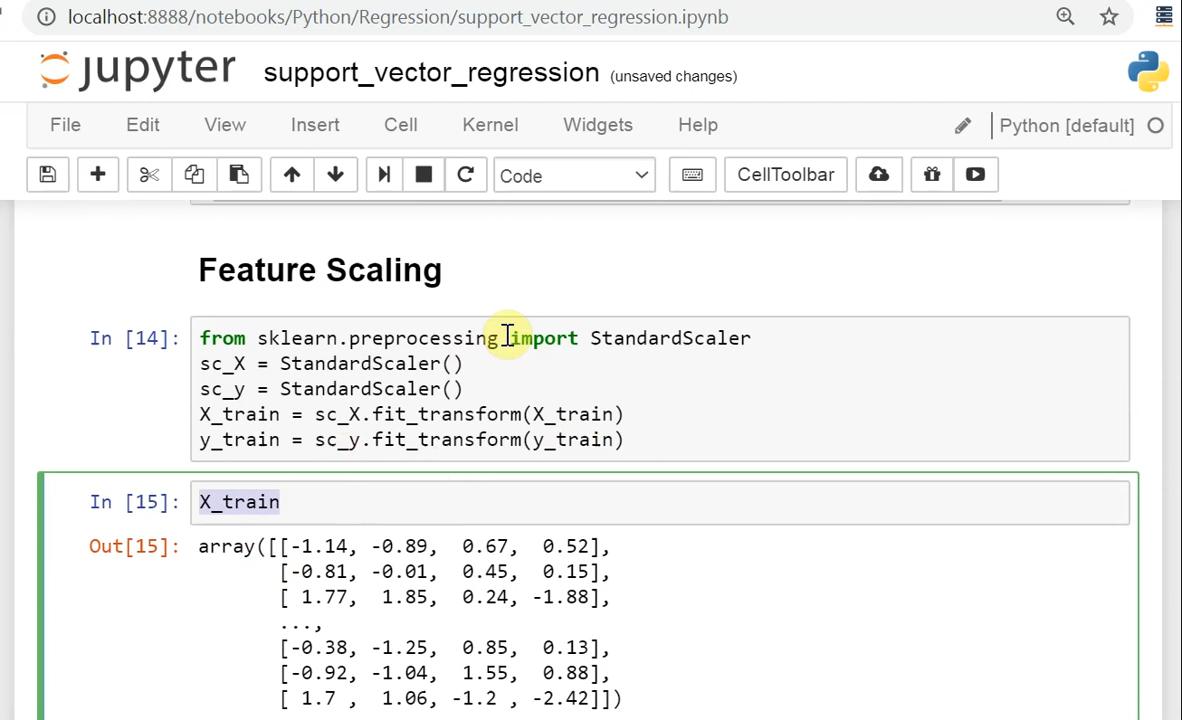 localhost:8888/notebooks/Python/Regression/support_vector_regression.ipynb
jupyter support_vector_regression (unsaved changes)
File Edit View Insert Cell Kernel Widgets Help Python [default]
Code CellToolbar
Feature Scaling
In [14]: from sklearn.preprocessing import StandardScaler
sc_X = StandardScaler()
sc_y = StandardScaler()
X_train = sc_X.fit_transform(X_train)
y_train = sc_y.fit_transform(y_train)
In [15]: X_train
Out[15]: array([[-1.14, -0.89,  0.67,  0.52],
[-0.81, -0.01,  0.45,  0.15],
[ 1.77,  1.85,  0.24, -1.88],
...,
[-0.38, -1.25,  0.85,  0.13],
[-0.92, -1.04,  1.55,  0.88],
[ 1.7 ,  1.06, -1.2 , -2.42]])